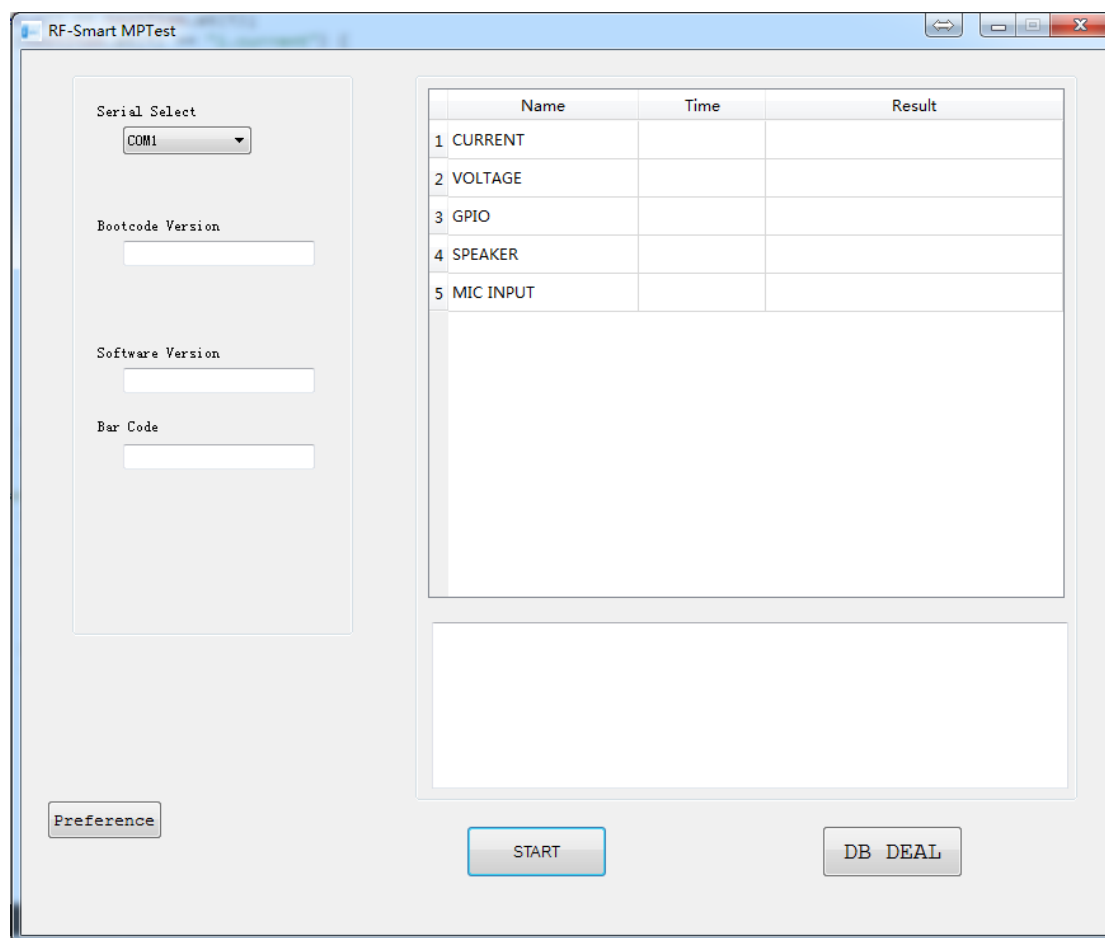 RF-Smart MPTest
Serial Select
COM1
Bootcode Version
Software Version
Bar Code
Name Time Result
1 CURRENT
2 VOLTAGE
3 GPIO
4 SPEAKER
5 MIC INPUT
Preference
START
DB DEAL